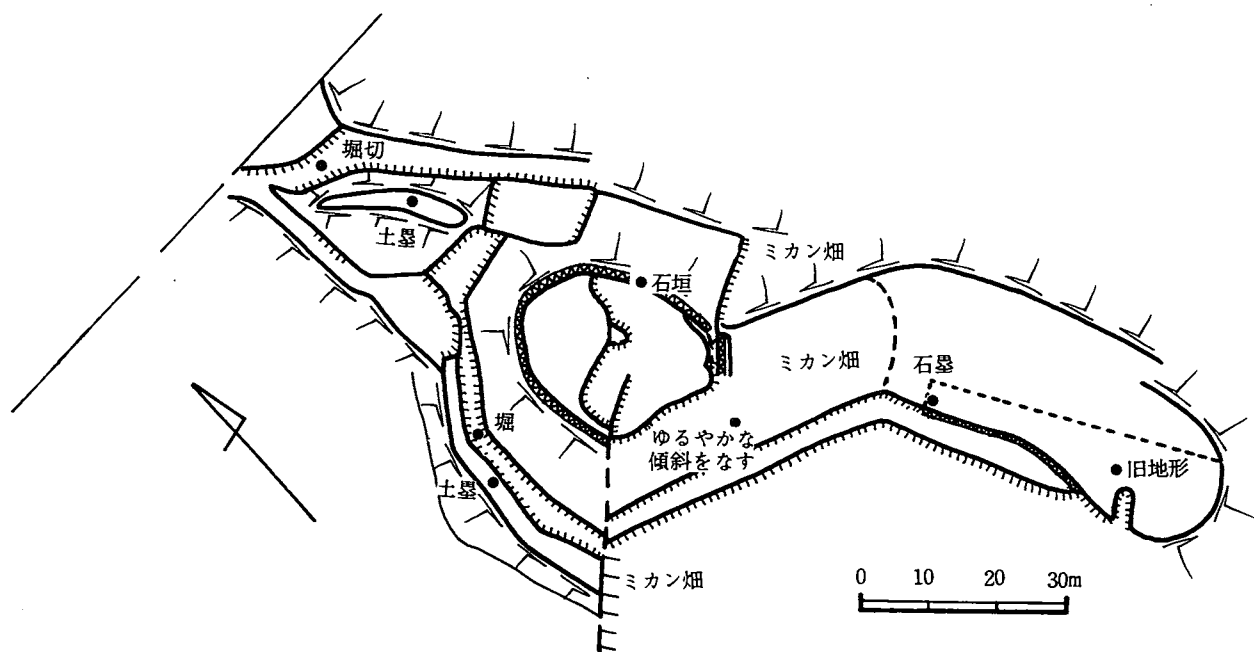 堀切
土塁
ミカン畑
石垣
ミカン畑
石塁
堀
ゆるやかな
傾斜をなす
旧地形
土塁
ミカン畑
0 10 20 30m